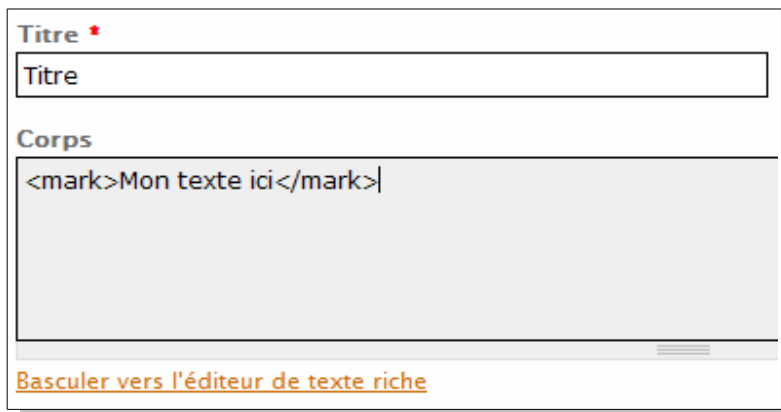 Titre *
Titre
Corps
<mark>Mon texte ici</mark>
Basculer vers l'éditeur de texte riche